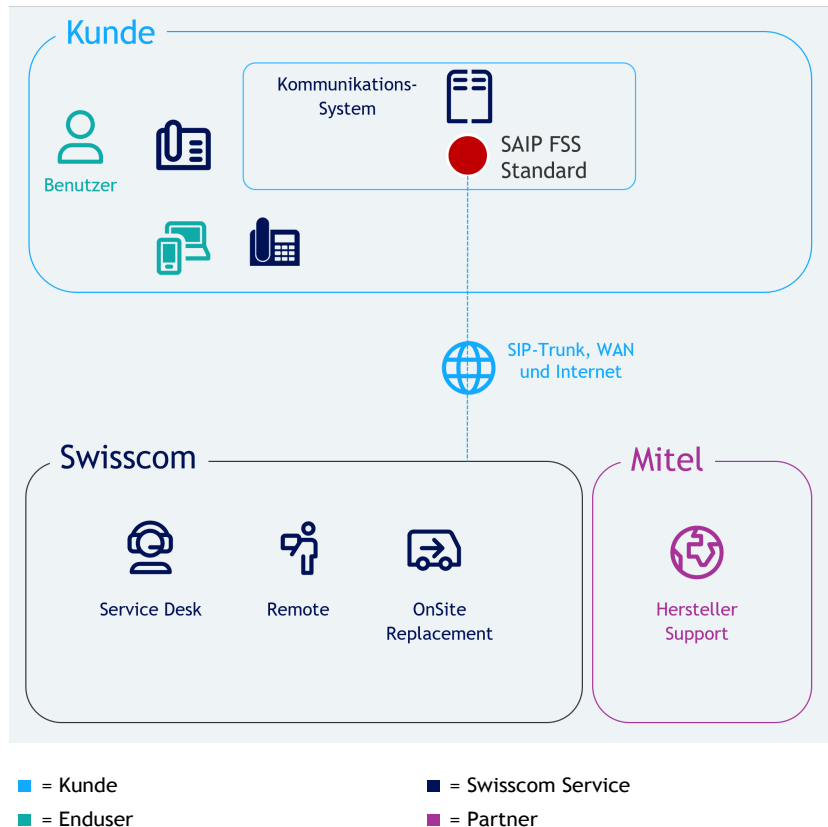 Kunde
Kommunikations-
System
SAIP FSS
Standard
Benutzer
SIP-Trunk, WAN
und Internet
Swisscom
Mitel
Service Desk
Remote
OnSite
Replacement
Hersteller
Support
= Kunde
= Swisscom Service
= Enduser
= Partner